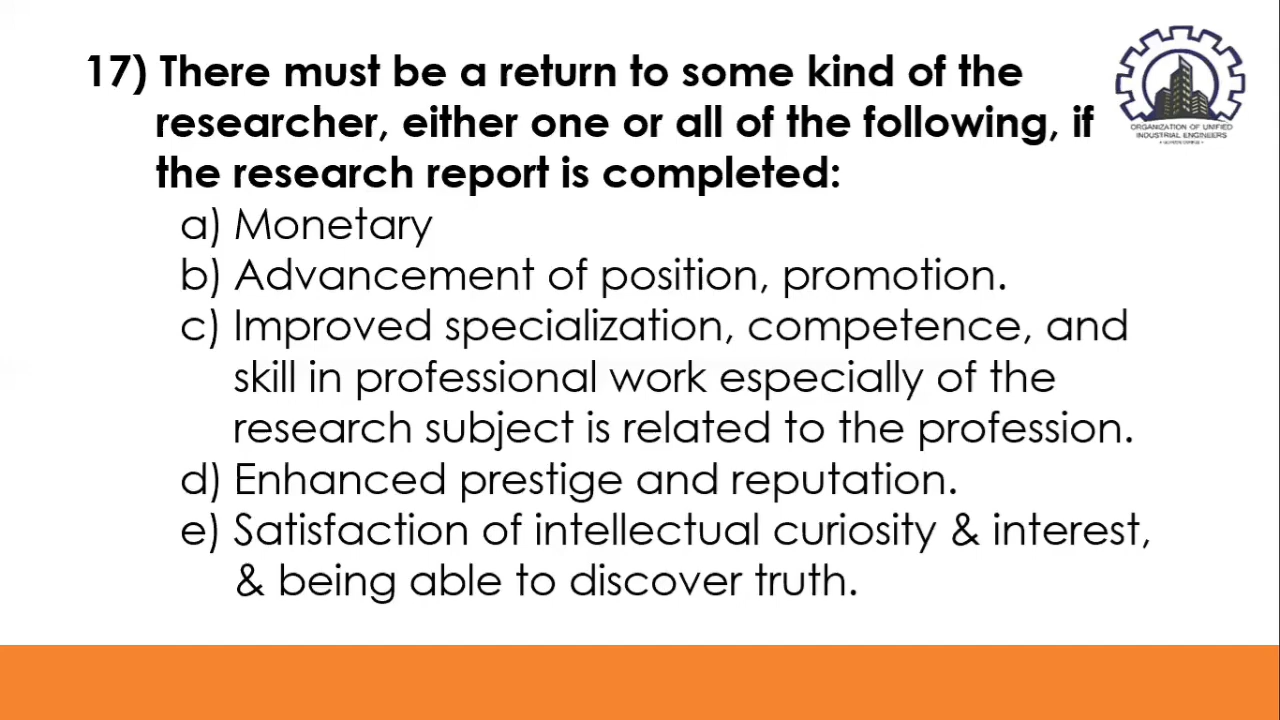 17) There must be a return to some kind of the
researcher, either one or all of the following, if
the research report is completed:
a) Monetary
b) Advancement of position, promotion.
c) Improved specialization, competence, and
skill in professional work especially of the
research subject is related to the profession.
d) Enhanced prestige and reputation.
e) Satisfaction of intellectual curiosity & interest,
& being able to discover truth.
ORGANIZATION OF UNIFIED
INDUSTRIAL ENGINEERS